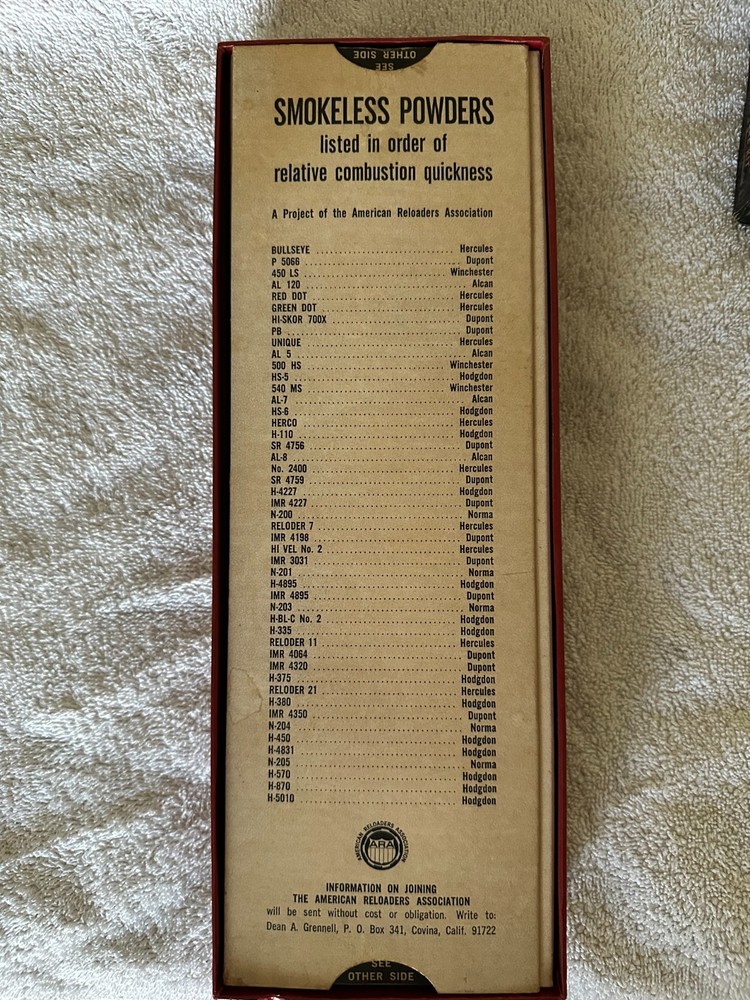 SEE
OTHER SIDE
SMOKELESS POWDERS
listed in order of
relative combustion quickness
A Project of the American Reloaders Association
BULLSEYE ........ Hercules
P 5066 ........ Dupont
450 LS ........ Winchester
AL 120 ........ Alcan
RED DOT ........ Hercules
GREEN DOT ........ Hercules
HI-SKOR 700X ........ Dupont
PB ........ Dupont
UNIQUE ........ Hercules
AL 5 ........ Alcan
500 HS ........ Winchester
HS-5 ........ Hodgdon
540 MS ........ Winchester
AL-7 ........ Alcan
HS-6 ........ Hodgdon
HERCO ........ Hercules
H-110 ........ Hodgdon
SR 4756 ........ Dupont
AL-8 ........ Alcan
No. 2400 ........ Hercules
SR 4759 ........ Dupont
H-4227 ........ Hodgdon
IMR 4227 ........ Dupont
N-200 ........ Norma
RELODER 7 ........ Hercules
IMR 4198 ........ Dupont
HI VEL No. 2 ........ Hercules
IMR 3031 ........ Dupont
N-201 ........ Norma
H-4895 ........ Hodgdon
IMR 4895 ........ Dupont
N-203 ........ Norma
H-BL-C No. 2 ........ Hodgdon
H-335 ........ Hodgdon
RELODER 11 ........ Hercules
IMR 4064 ........ Dupont
IMR 4320 ........ Dupont
H-375 ........ Hodgdon
RELODER 21 ........ Hercules
H-380 ........ Hodgdon
IMR 4350 ........ Dupont
N-204 ........ Norma
H-450 ........ Hodgdon
H-4831 ........ Hodgdon
N-205 ........ Norma
H-570 ........ Hodgdon
H-870 ........ Hodgdon
H-5010 ........ Hodgdon
AMERICAN RELOADERS ASSOCIATION
ARA
INFORMATION ON JOINING
THE AMERICAN RELOADERS ASSOCIATION
will be sent without cost or obligation. Write to:
Dean A. Grennell, P. O. Box 341, Covina, Calif. 91722
SEE
OTHER SIDE